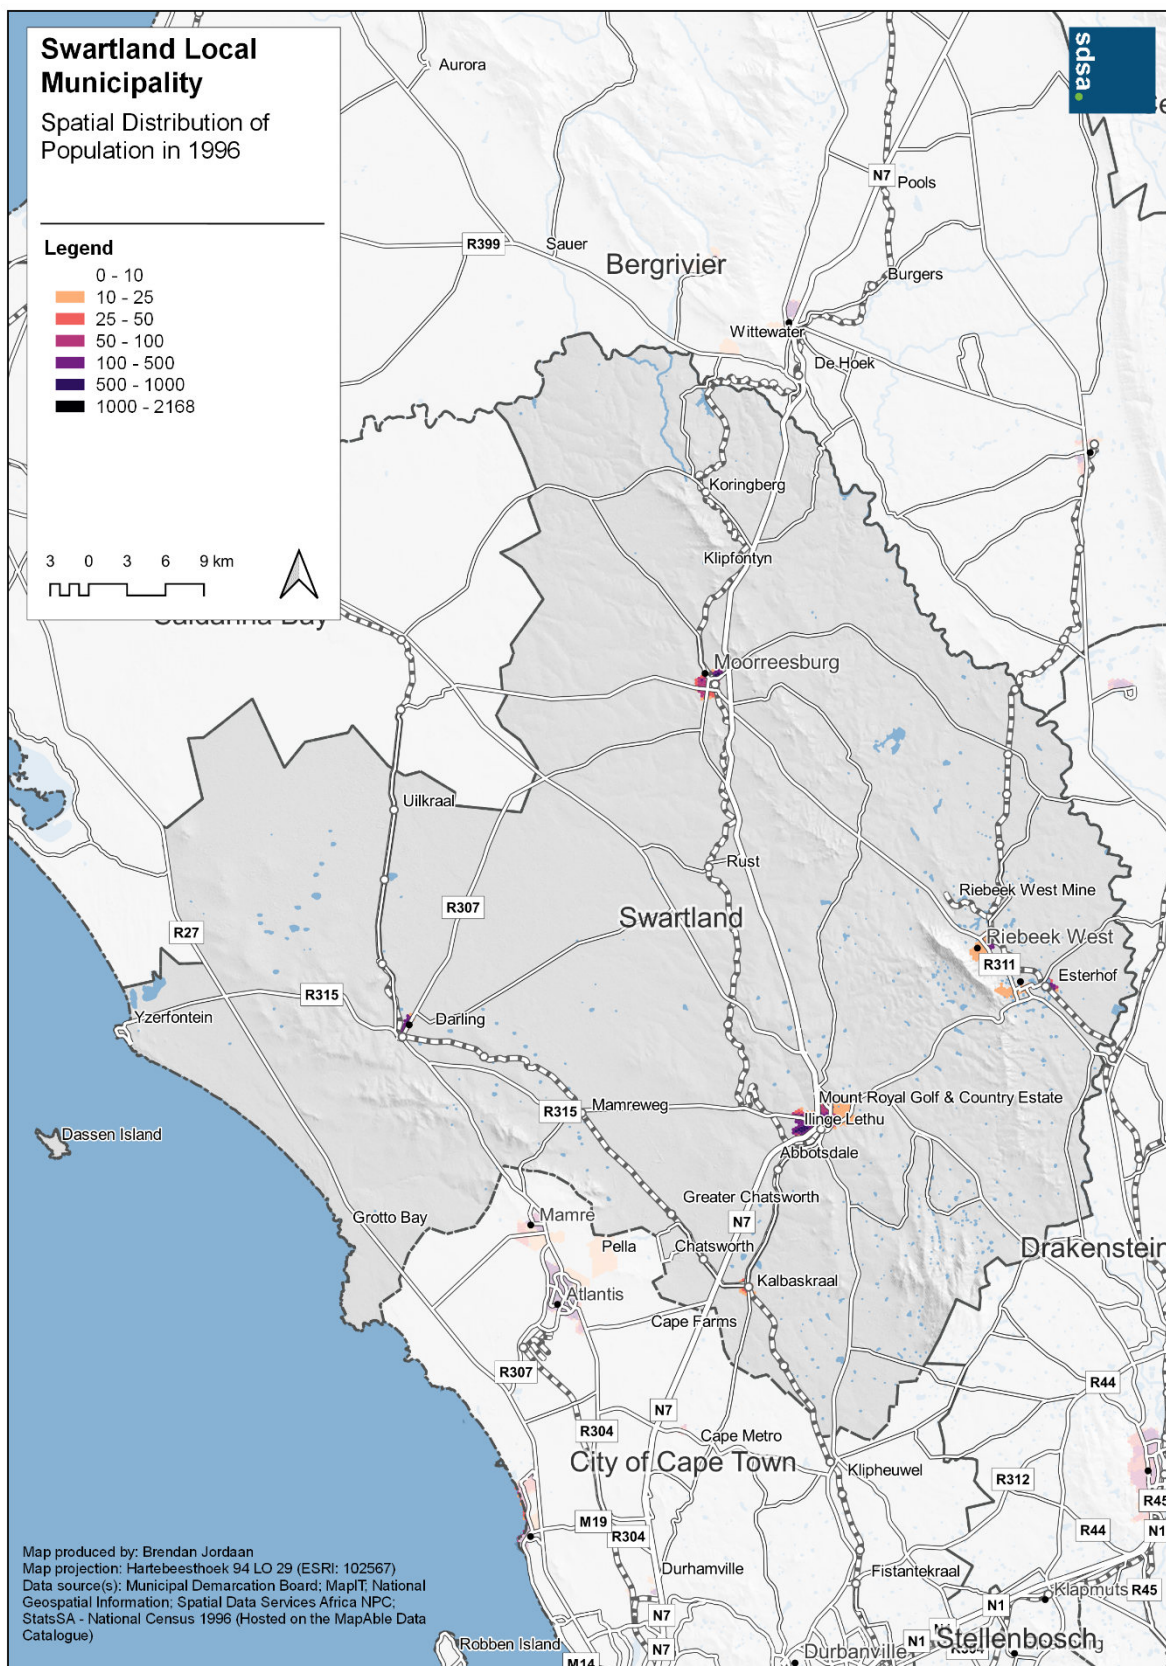 Swartland Local
Municipality
Spatial Distribution of
Population in 1996
Legend
0 - 10
10 - 25
25 - 50
50 - 100
100 - 500
500 - 1000
1000 - 2168
3 0 3 6 9 km
sdsa
Aurora
N7
Pools
R399
Sauer
Bergrivier
Burgers
Wittewater
De Hoek
Koringberg
Klipfontyn
Moorreesburg
Uilkraal
Rust
Riebeek West Mine
R307
Swartland
R27
Riebeek West
R311
Esterhof
R315
Yzerfontein
Darling
Mount Royal Golf & Country Estate
R315
Mamreweg
Ilinge Lethu
Dassen Island
Abbotsdale
Greater Chatsworth
Grotto Bay
Mamre
N7
Pella
Chatsworth
Drakenstein
Kalbaskraal
Atlantis
Cape Farms
R307
R44
N7
R304
Cape Metro
City of Cape Town
Klipheuwel
R312
R45
M19
R304
R44
N1
Durhamville
Fistantekraal
Klapmuts
R45
N1
N7
Robben Island
N7
Durbanville
N1
Stellenbosch
M14
Map produced by: Brendan Jordaan
Map projection: Hartebeesthoek 94 LO 29 (ESRI: 102567)
Data source(s): Municipal Demarcation Board; MapIT; National
Geospatial Information; Spatial Data Services Africa NPC;
StatsSA - National Census 1996 (Hosted on the MapAble Data
Catalogue)